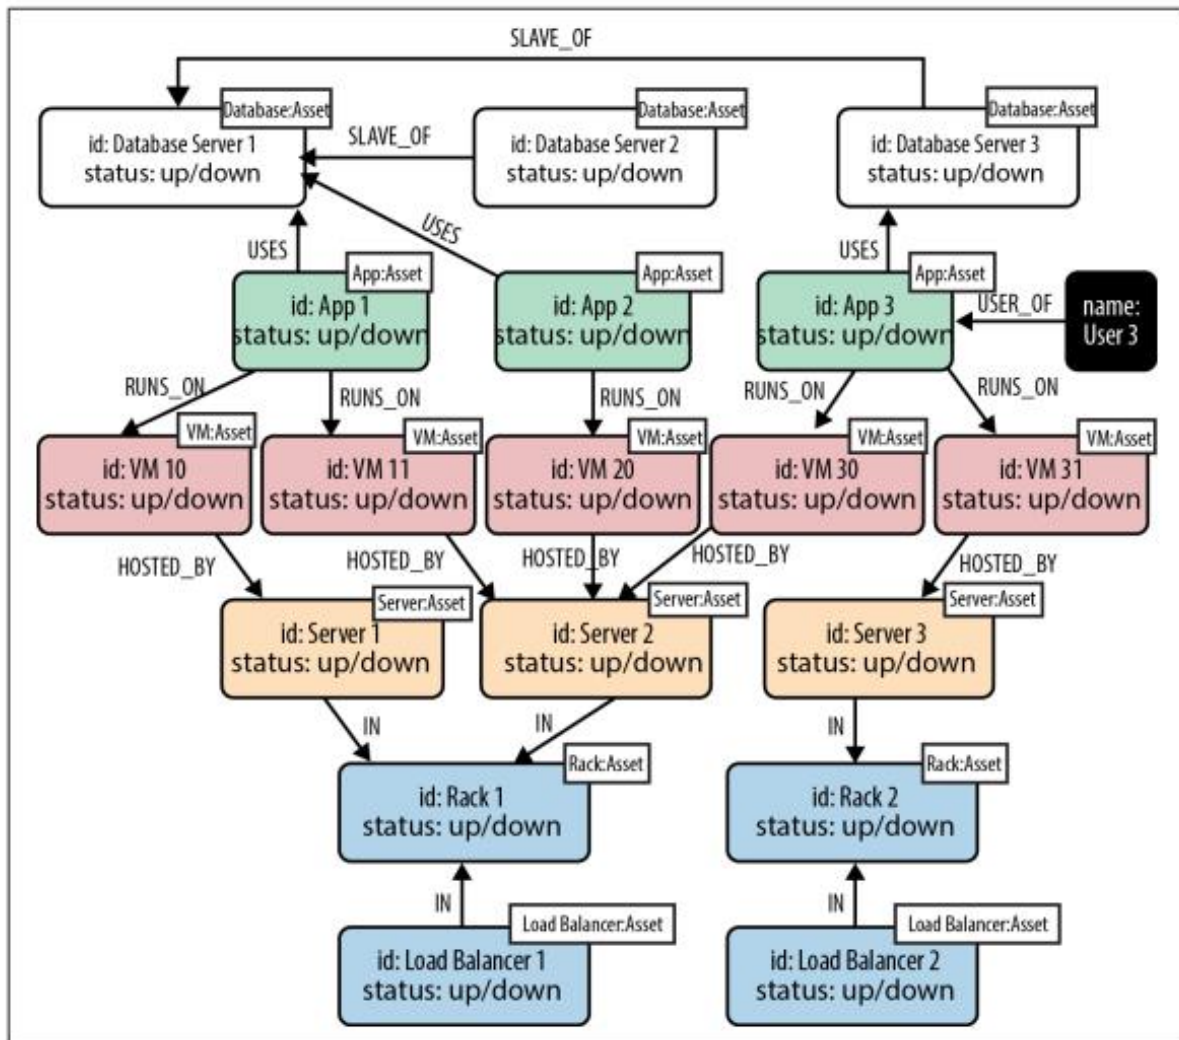 SLAVE_OF
Database:Asset
id: Database Server 1
status: up/down
SLAVE_OF
Database:Asset
id: Database Server 2
status: up/down
Database:Asset
id: Database Server 3
status: up/down
USES
USES
USES
App:Asset
id: App 1
status: up/down
App:Asset
id: App 2
status: up/down
App:Asset
id: App 3
status: up/down
USER_OF
name:
User 3
RUNS_ON
RUNS_ON
RUNS_ON
RUNS_ON
RUNS_ON
VM:Asset
id: VM 10
status: up/down
VM:Asset
id: VM 11
status: up/down
VM:Asset
id: VM 20
status: up/down
VM:Asset
id: VM 30
status: up/down
VM:Asset
id: VM 31
status: up/down
HOSTED_BY
HOSTED_BY
HOSTED_BY
HOSTED_BY
HOSTED_BY
Server:Asset
id: Server 1
status: up/down
Server:Asset
id: Server 2
status: up/down
Server:Asset
id: Server 3
status: up/down
IN
IN
IN
Rack:Asset
id: Rack 1
status: up/down
Rack:Asset
id: Rack 2
status: up/down
IN
IN
Load Balancer:Asset
id: Load Balancer 1
status: up/down
Load Balancer:Asset
id: Load Balancer 2
status: up/down